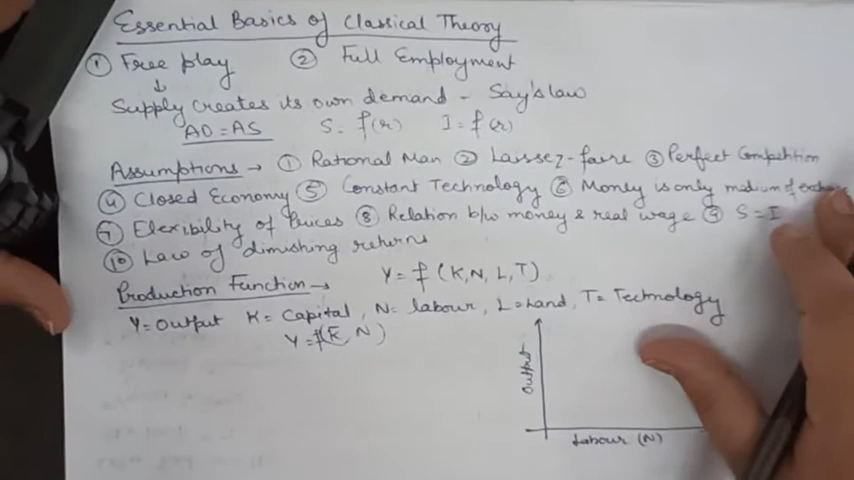 Essential Basics of Classical Theory
① Free play ② Full Employment
↓
Supply creates its own demand - Say's law
AD = AS S = f(r) I = f(r)
Assumptions → ① Rational Man ② Laissez-faire ③ Perfect Competition
④ Closed Economy ⑤ Constant Technology ⑥ Money is only medium of exchange
⑦ Flexibility of Prices ⑧ Relation b/w money & real wage ⑨ S = I
⑩ Law of dimishing returns
Production Function → Y = f (K, N, L, T)
Y = Output K = Capital, N = labour, L = Land, T = Technology
Y = f(K̄, N)
Output
Labour (N)